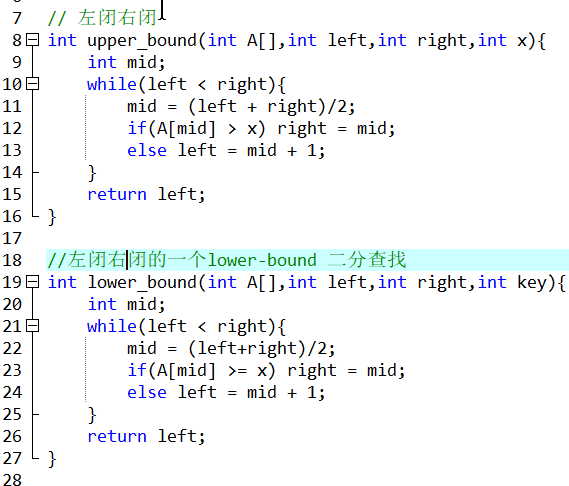 7 // 左闭右闭
8 int upper_bound(int A[],int left,int right,int x){
9     int mid;
10     while(left < right){
11         mid = (left + right)/2;
12         if(A[mid] > x) right = mid;
13         else left = mid + 1;
14     }
15     return left;
16 }
17
18 //左闭右闭的一个lower-bound 二分查找
19 int lower_bound(int A[],int left,int right,int key){
20     int mid;
21     while(left < right){
22         mid = (left+right)/2;
23         if(A[mid] >= x) right = mid;
24         else left = mid + 1;
25     }
26     return left;
27 }
28